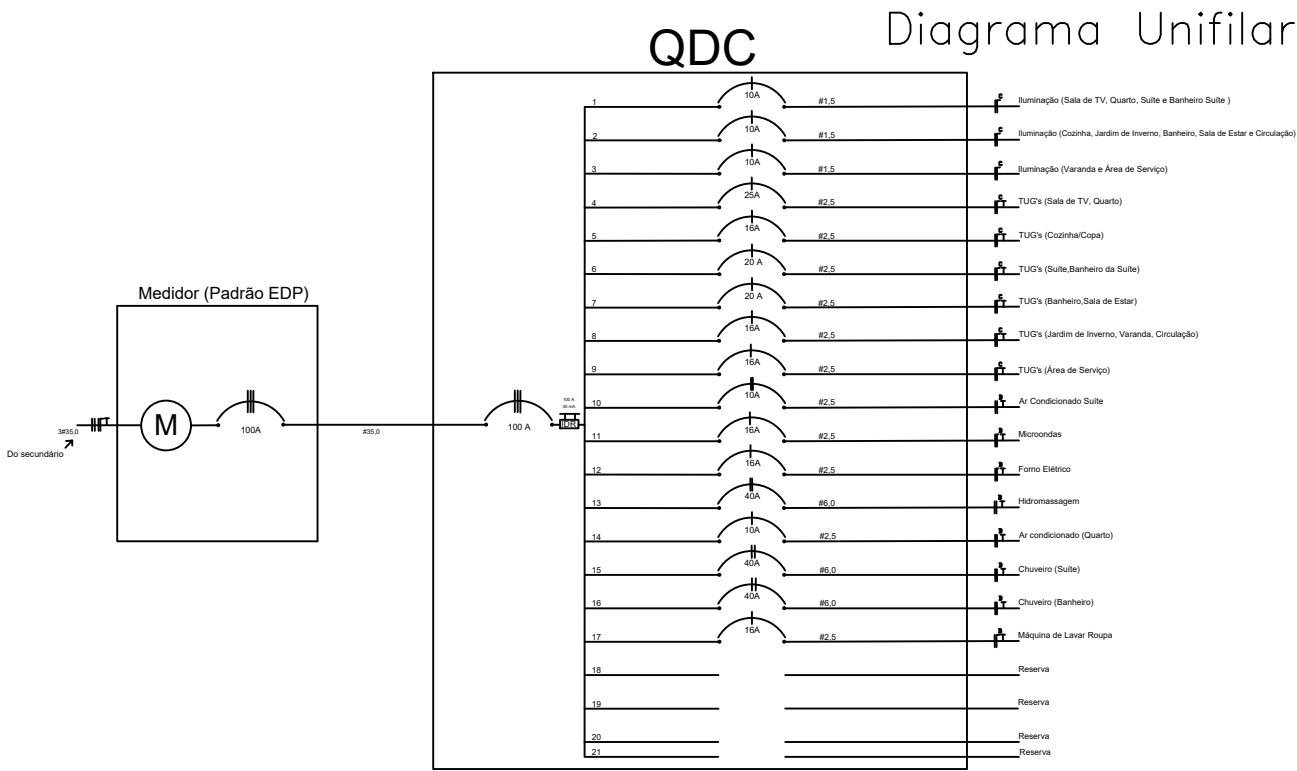 Diagrama Unifilar
QDC
1 10A #1,5 C Iluminação (Sala de TV, Quarto, Suíte e Banheiro Suíte )
2 10A #1,5 C Iluminação (Cozinha, Jardim de Inverno, Banheiro, Sala de Estar e Circulação)
3 10A #1,5 C Iluminação (Varanda e Área de Serviço)
4 25A #2,5 C TUG's (Sala de TV, Quarto)
5 16A #2,5 C TUG's (Cozinha/Copa)
6 20 A #2,5 C TUG's (Suíte,Banheiro da Suíte)
7 20 A #2,5 C TUG's (Banheiro,Sala de Estar)
8 16A #2,5 C TUG's (Jardim de Inverno, Varanda, Circulação)
9 16A #2,5 C TUG's (Área de Serviço)
10 10A #2,5 Ar Condicionado Suíte
11 16A #2,5 Microondas
12 16A #2,5 Forno Elétrico
13 40A #6,0 Hidromassagem
14 10A #2,5 Ar condicionado (Quarto)
15 40A #6,0 Chuveiro (Suíte)
16 40A #6,0 Chuveiro (Banheiro)
17 16A #2,5 Máquina de Lavar Roupa
18 Reserva
19 Reserva
20 Reserva
21 Reserva
Medidor (Padrão EDP)
M
100A
3#35,0
Do secundário
#35,0
100 A
100 A
30 mA
IDR